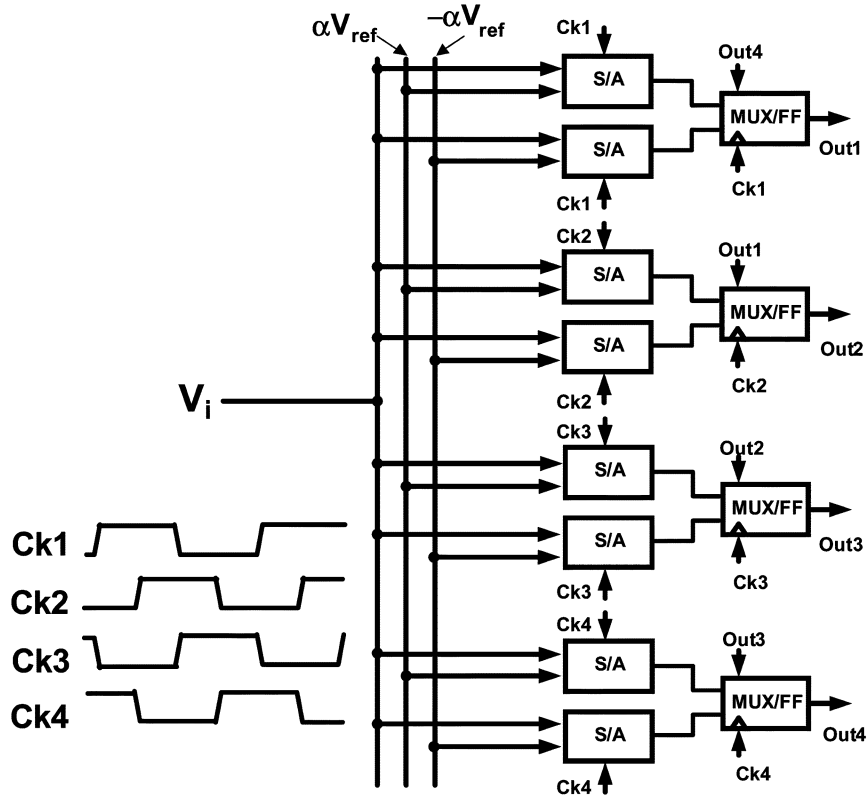 αVref
−αVref
Ck1
S/A
Out4
MUX/FF
Out1
S/A
Ck1
Ck1
Ck2
S/A
Out1
MUX/FF
Out2
S/A
Ck2
Ck2
Vi
Ck3
S/A
Out2
MUX/FF
Out3
S/A
Ck3
Ck3
Ck4
S/A
Out3
MUX/FF
Out4
S/A
Ck4
Ck4
Ck1
Ck2
Ck3
Ck4